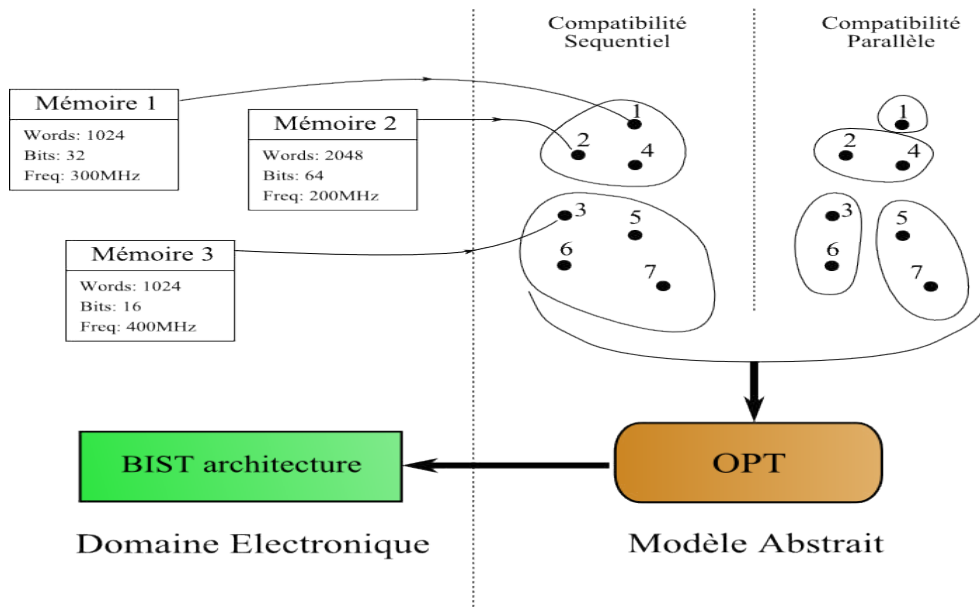 Compatibilité
Sequentiel
Compatibilité
Parallèle
Mémoire 1
Words: 1024
Bits: 32
Freq: 300MHz
Mémoire 2
Words: 2048
Bits: 64
Freq: 200MHz
Mémoire 3
Words: 1024
Bits: 16
Freq: 400MHz
1
2
4
3
5
6
7
1
2
4
3
5
6
7
BIST architecture
OPT
Domaine Electronique
Modèle Abstrait